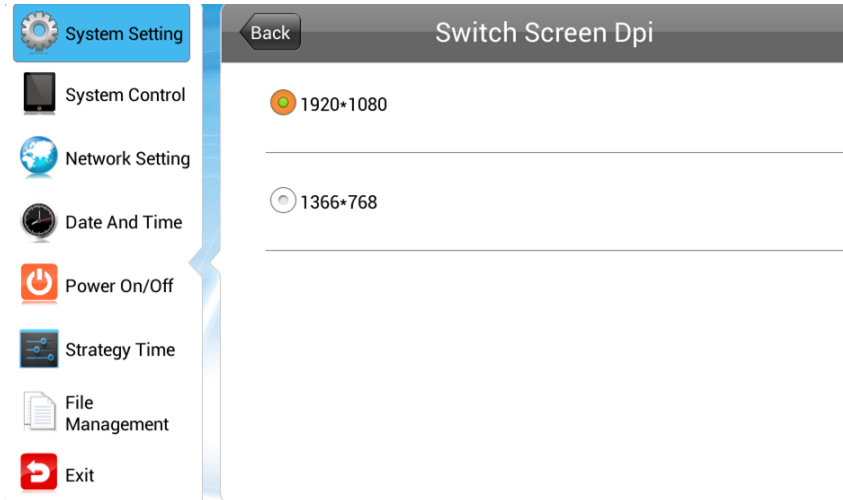 System Setting
System Control
Network Setting
Date And Time
Power On/Off
Strategy Time
File
Management
Exit
Back
Switch Screen Dpi
1920*1080
1366*768